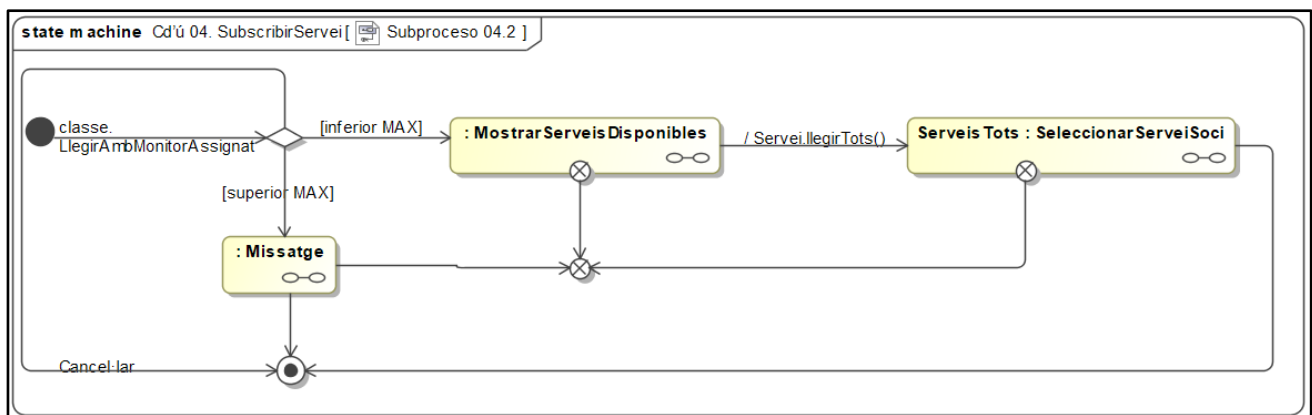 state machine Cd'ú 04. SubscribirServei [ Subproceso 04.2 ]
classe.
LlegirAmbMonitorAssignat
[inferior MAX]
: MostrarServeisDisponibles
/ Servei.llegirTots()
ServeisTots : SeleccionarServeiSoci
[superior MAX]
: Missatge
Cancel·lar